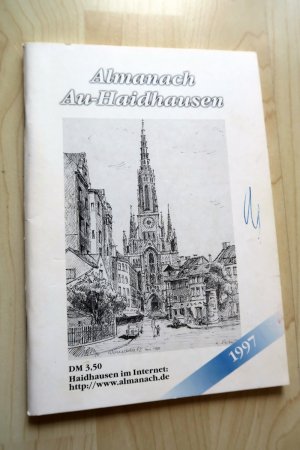 Almanach
Au-Haidhausen
DM 3,50
Haidhausen im Internet:
http://www.almanach.de
1997